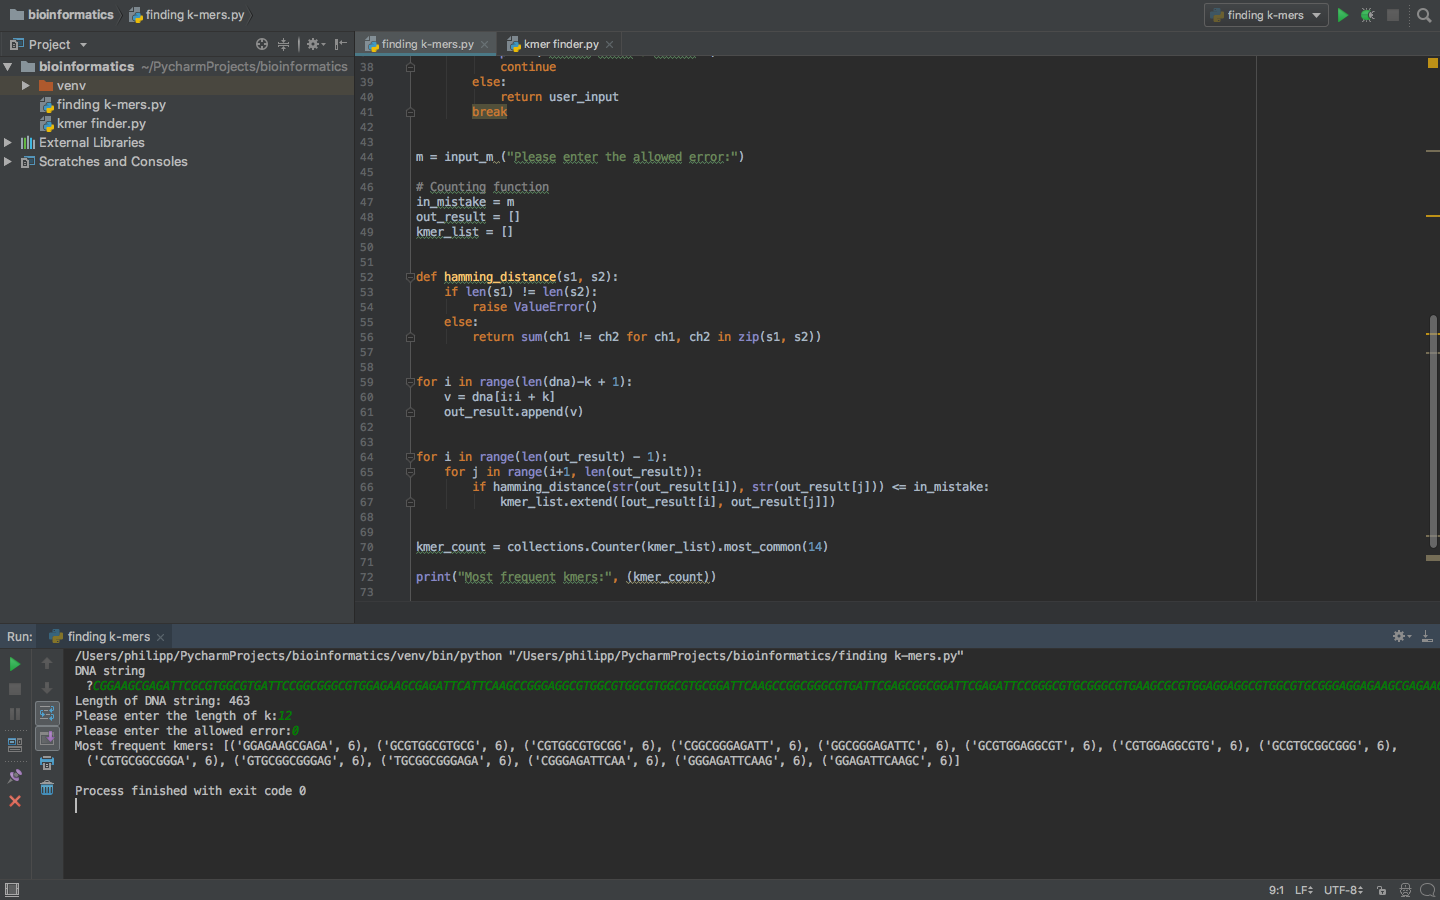 bioinformatics finding k-mers.py finding k-mers
Project finding k-mers.py kmer finder.py
bioinformatics ~/PycharmProjects/bioinformatics
venv
finding k-mers.py
kmer finder.py
External Libraries
Scratches and Consoles
38 continue
39 else:
40 return user_input
41 break
42
43
44 m = input_m_("Please enter the allowed error:")
45
46 # Counting function
47 in_mistake = m
48 out_result = []
49 kmer_list = []
50
51
52 def hamming_distance(s1, s2):
53 if len(s1) != len(s2):
54 raise ValueError()
55 else:
56 return sum(ch1 != ch2 for ch1, ch2 in zip(s1, s2))
57
58
59 for i in range(len(dna)-k + 1):
60 v = dna[i:i + k]
61 out_result.append(v)
62
63
64 for i in range(len(out_result) - 1):
65 for j in range(i+1, len(out_result)):
66 if hamming_distance(str(out_result[i]), str(out_result[j])) <= in_mistake:
67 kmer_list.extend([out_result[i], out_result[j]])
68
69
70 kmer_count = collections.Counter(kmer_list).most_common(14)
71
72 print("Most frequent kmers:", (kmer_count))
73
Run: finding k-mers
/Users/philipp/PycharmProjects/bioinformatics/venv/bin/python "/Users/philipp/PycharmProjects/bioinformatics/finding k-mers.py"
DNA string
Length of DNA string: 463
Please enter the length of k:12
Please enter the allowed error:0
Most frequent kmers: [('GGAGAAGCGAGA', 6), ('GCGTGGCGTGCG', 6), ('CGTGGCGTGCGG', 6), ('CGGCGGGAGATT', 6), ('GGCGGGAGATTC', 6), ('GCGTGGAGGCGT', 6), ('CGTGGAGGCGTG', 6), ('GCGTGCGGCGGG', 6),
('CGTGCGGCGGGA', 6), ('GTGCGGCGGGAG', 6), ('TGCGGCGGGAGA', 6), ('CGGGAGATTCAA', 6), ('GGGAGATTCAAG', 6), ('GGAGATTCAAGC', 6)]
Process finished with exit code 0
9:1 LF UTF-8